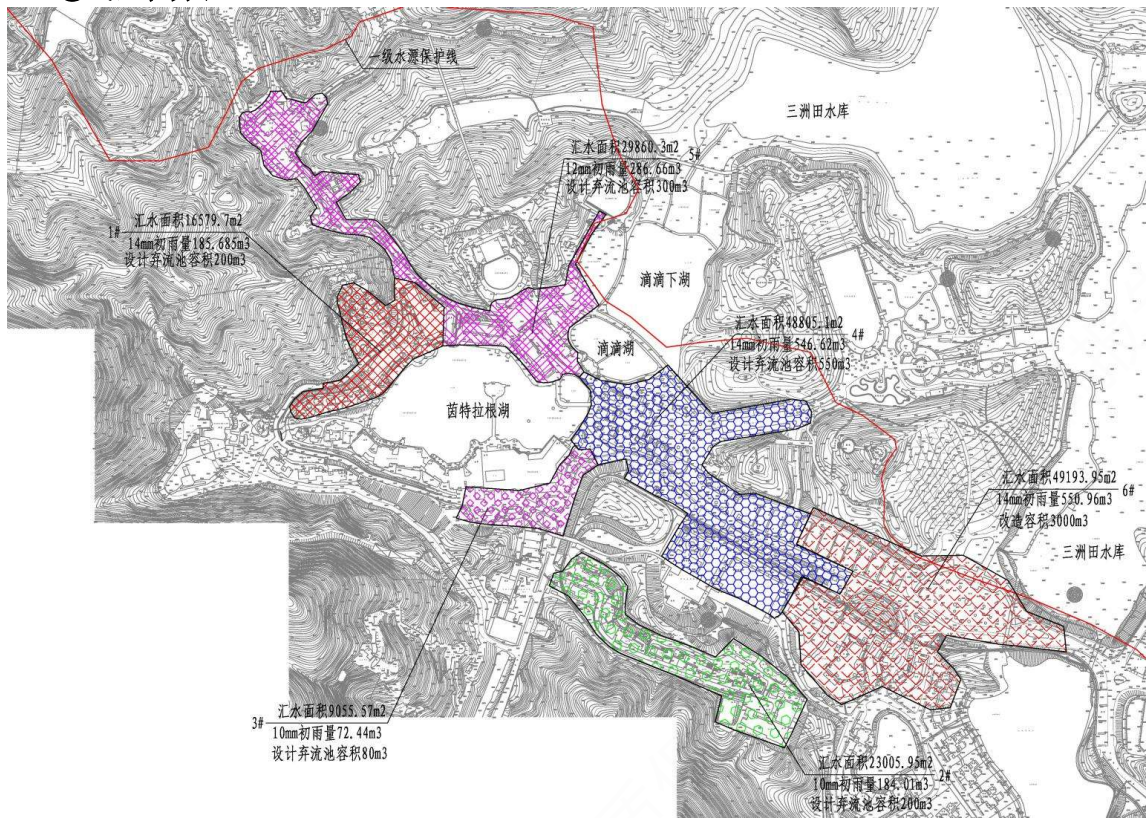 一级水源保护线
三洲田水库
汇水面积29860.3m2
5#
12mm初雨量286.66m3
设计弃流池容积300m3
汇水面积16579.7m2
1#
14mm初雨量185.685m3
设计弃流池容积200m3
滴滴下湖
汇水面积48805.1m2
4#
14mm初雨量546.62m3
设计弃流池容积550m3
滴滴湖
茵特拉根湖
汇水面积49193.95m2
6#
14mm初雨量550.96m3
改造容积3000m3
三洲田水库
汇水面积9055.57m2
3#
10mm初雨量72.44m3
设计弃流池容积80m3
汇水面积23005.95m2
2#
10mm初雨量184.01m3
设计弃流池容积200m3